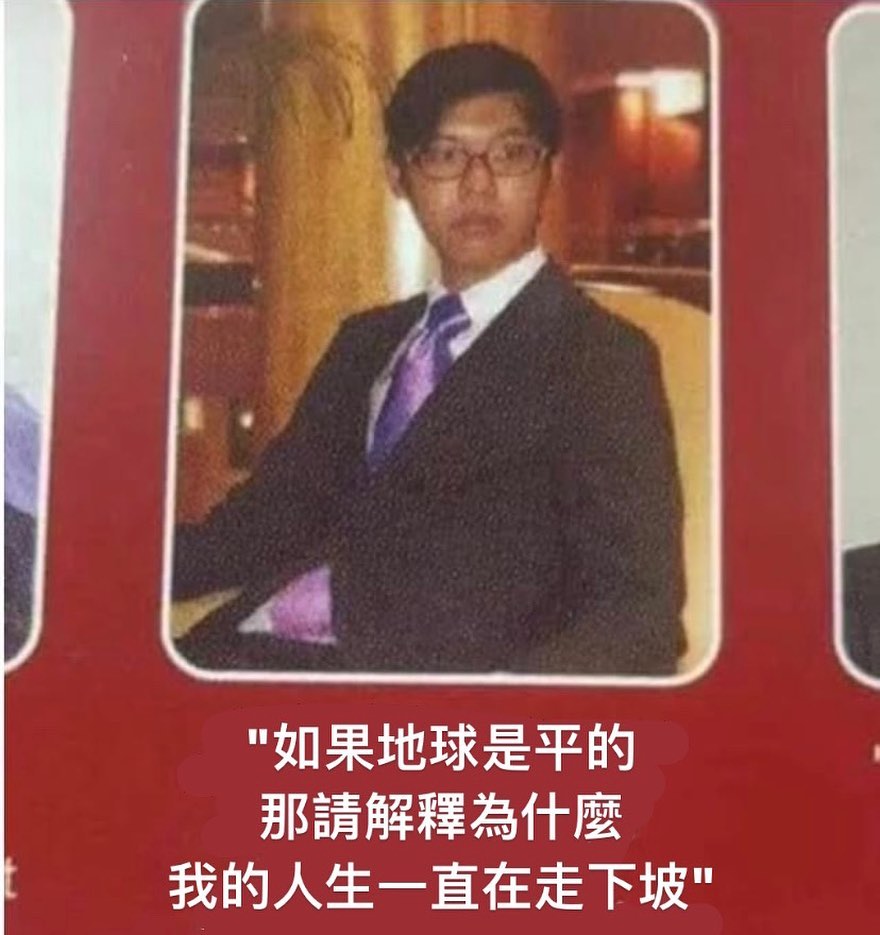 "如果地球是平的
那請解釋為什麼
我的人生一直在走下坡"